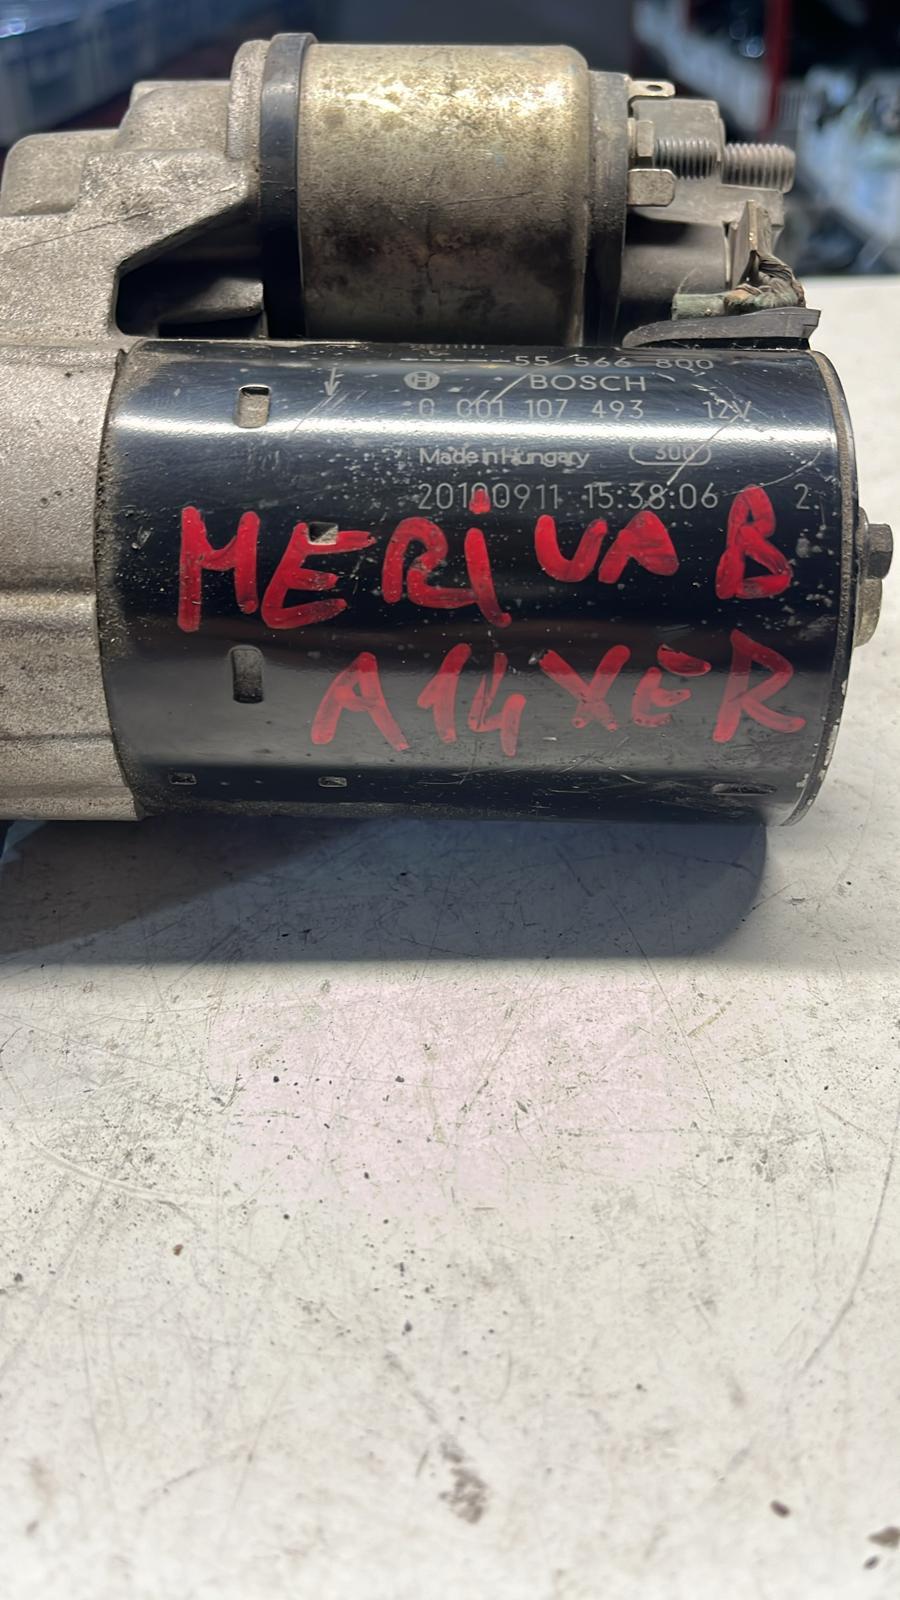 55 566 800
BOSCH
0 001 107 493 12V
Made in Hungary 300
20100911 15:38:06 2
MERIVA B
A14XER